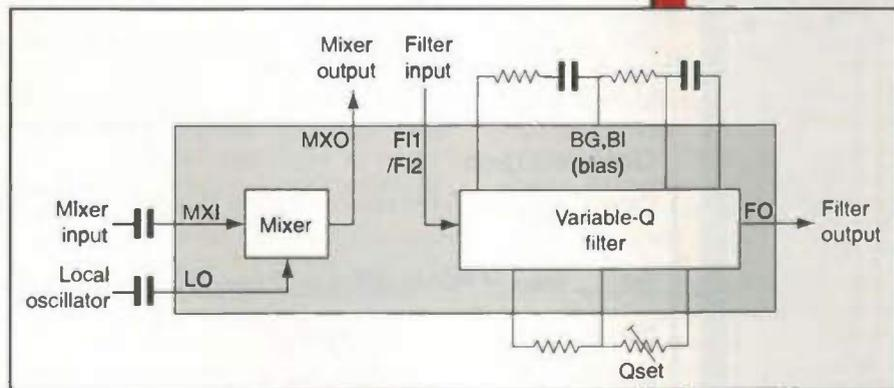 Mixer
output
Filter
input
MXO
FI1
/FI2
BG,BI
(bias)
Mixer
input
MXI
Mixer
Variable-Q
filter
FO
Filter
output
Local
oscillator
LO
Qset